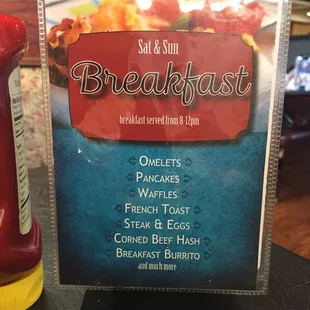 Sat & Sun
Breakfast
breakfast served from 8-12pm
Omelets
Pancakes
Waffles
French Toast
Steak & Eggs
Corned Beef Hash
Breakfast Burrito
and much more